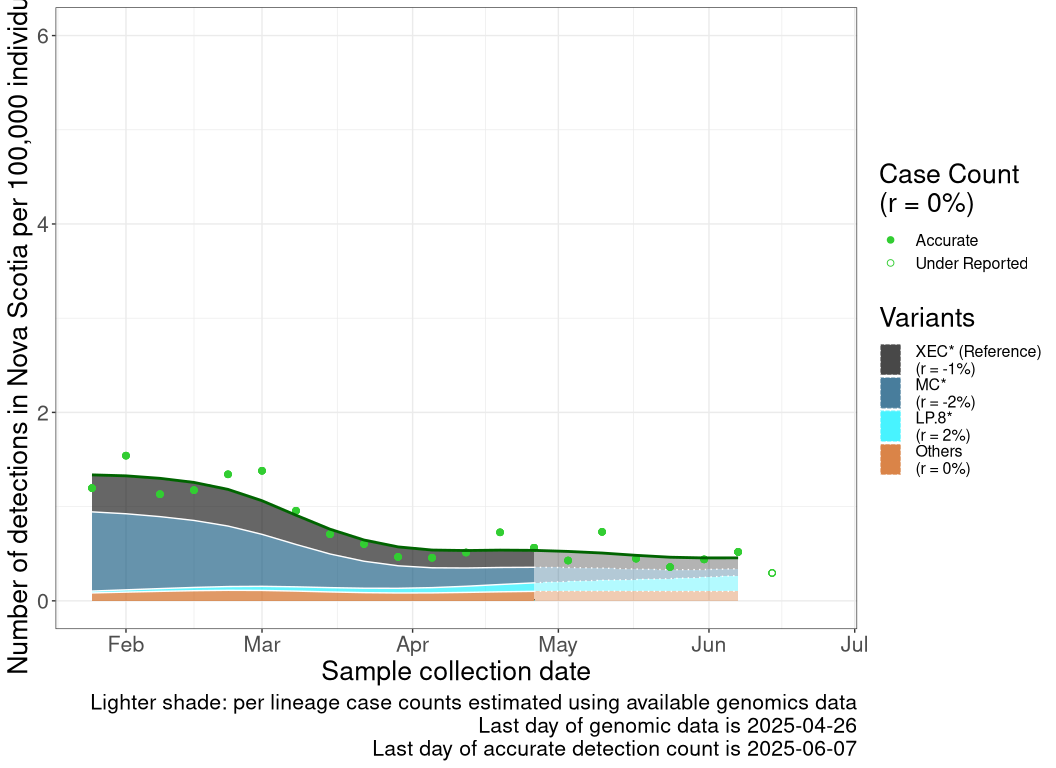 Number of detections in Nova Scotia per 100,000
6
4
2
0
Feb
Mar
Apr
May
Jun
Jul
Sample collection date
Case Count
(r = 0%)
Accurate
Under Reported
Variants
XEC* (Reference)
(r = -1%)
MC*
(r = -2%)
LP.8*
(r = 2%)
Others
(r = 0%)
Lighter shade: per lineage case counts estimated using available genomics data
Last day of genomic data is 2025-04-26
Last day of accurate detection count is 2025-06-07